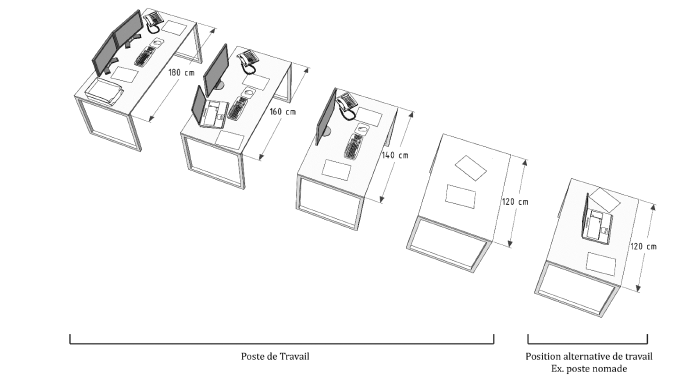 180 cm
160 cm
140 cm
120 cm
120 cm
Poste de Travail
Position alternative de travail
Ex. poste nomade